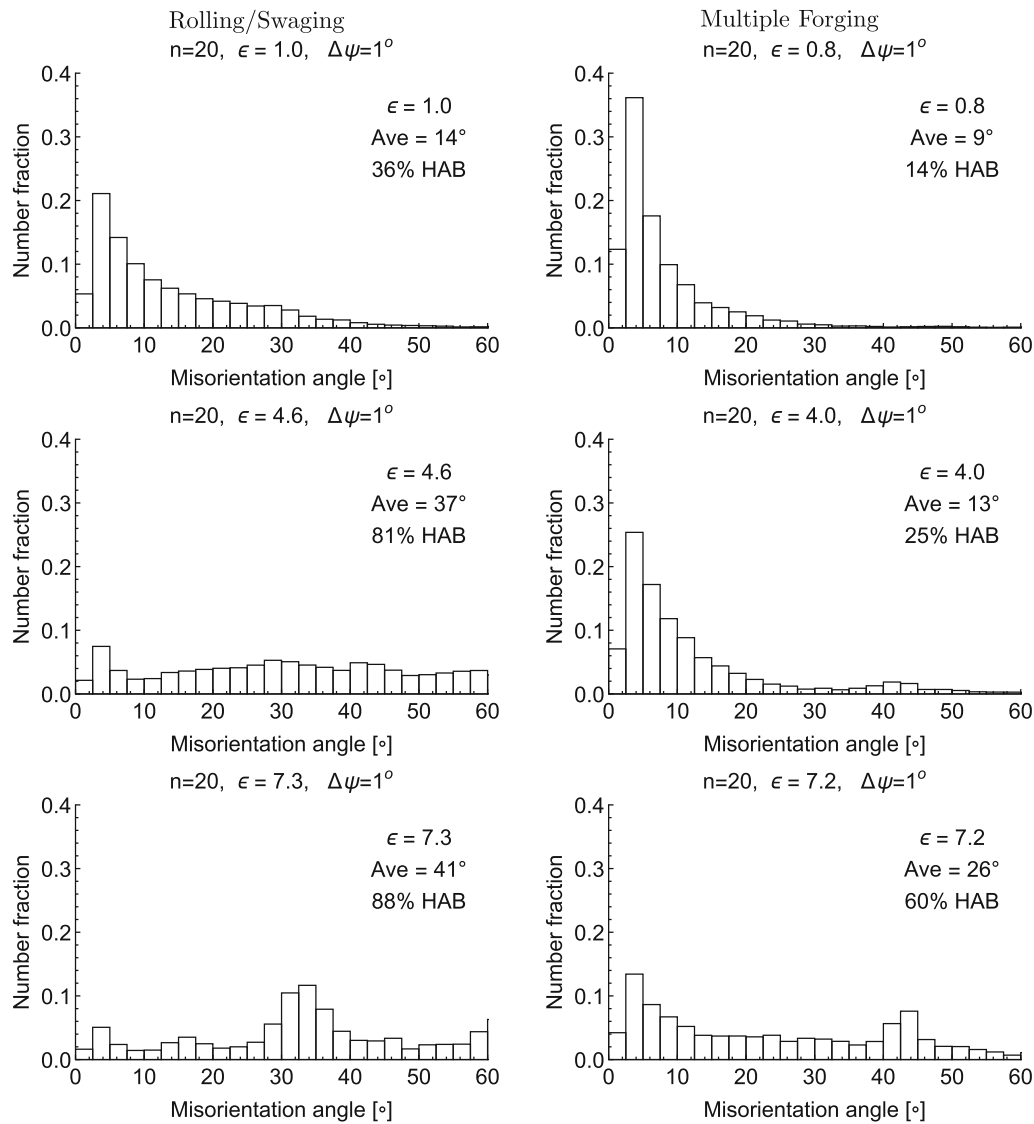 Rolling/Swaging
n=20, ϵ = 1.0, Δψ=1°
Number fraction
0.4
0.3
0.2
0.1
0.0
ϵ = 1.0
Ave = 14°
36% HAB
0 10 20 30 40 50 60
Misorientation angle [°]
Multiple Forging
n=20, ϵ = 0.8, Δψ=1°
Number fraction
0.4
0.3
0.2
0.1
0.0
ϵ = 0.8
Ave = 9°
14% HAB
0 10 20 30 40 50 60
Misorientation angle [°]
n=20, ϵ = 4.6, Δψ=1°
Number fraction
0.4
0.3
0.2
0.1
0.0
ϵ = 4.6
Ave = 37°
81% HAB
0 10 20 30 40 50 60
Misorientation angle [°]
n=20, ϵ = 4.0, Δψ=1°
Number fraction
0.4
0.3
0.2
0.1
0.0
ϵ = 4.0
Ave = 13°
25% HAB
0 10 20 30 40 50 60
Misorientation angle [°]
n=20, ϵ = 7.3, Δψ=1°
Number fraction
0.4
0.3
0.2
0.1
0.0
ϵ = 7.3
Ave = 41°
88% HAB
0 10 20 30 40 50 60
Misorientation angle [°]
n=20, ϵ = 7.2, Δψ=1°
Number fraction
0.4
0.3
0.2
0.1
0.0
ϵ = 7.2
Ave = 26°
60% HAB
0 10 20 30 40 50 60
Misorientation angle [°]